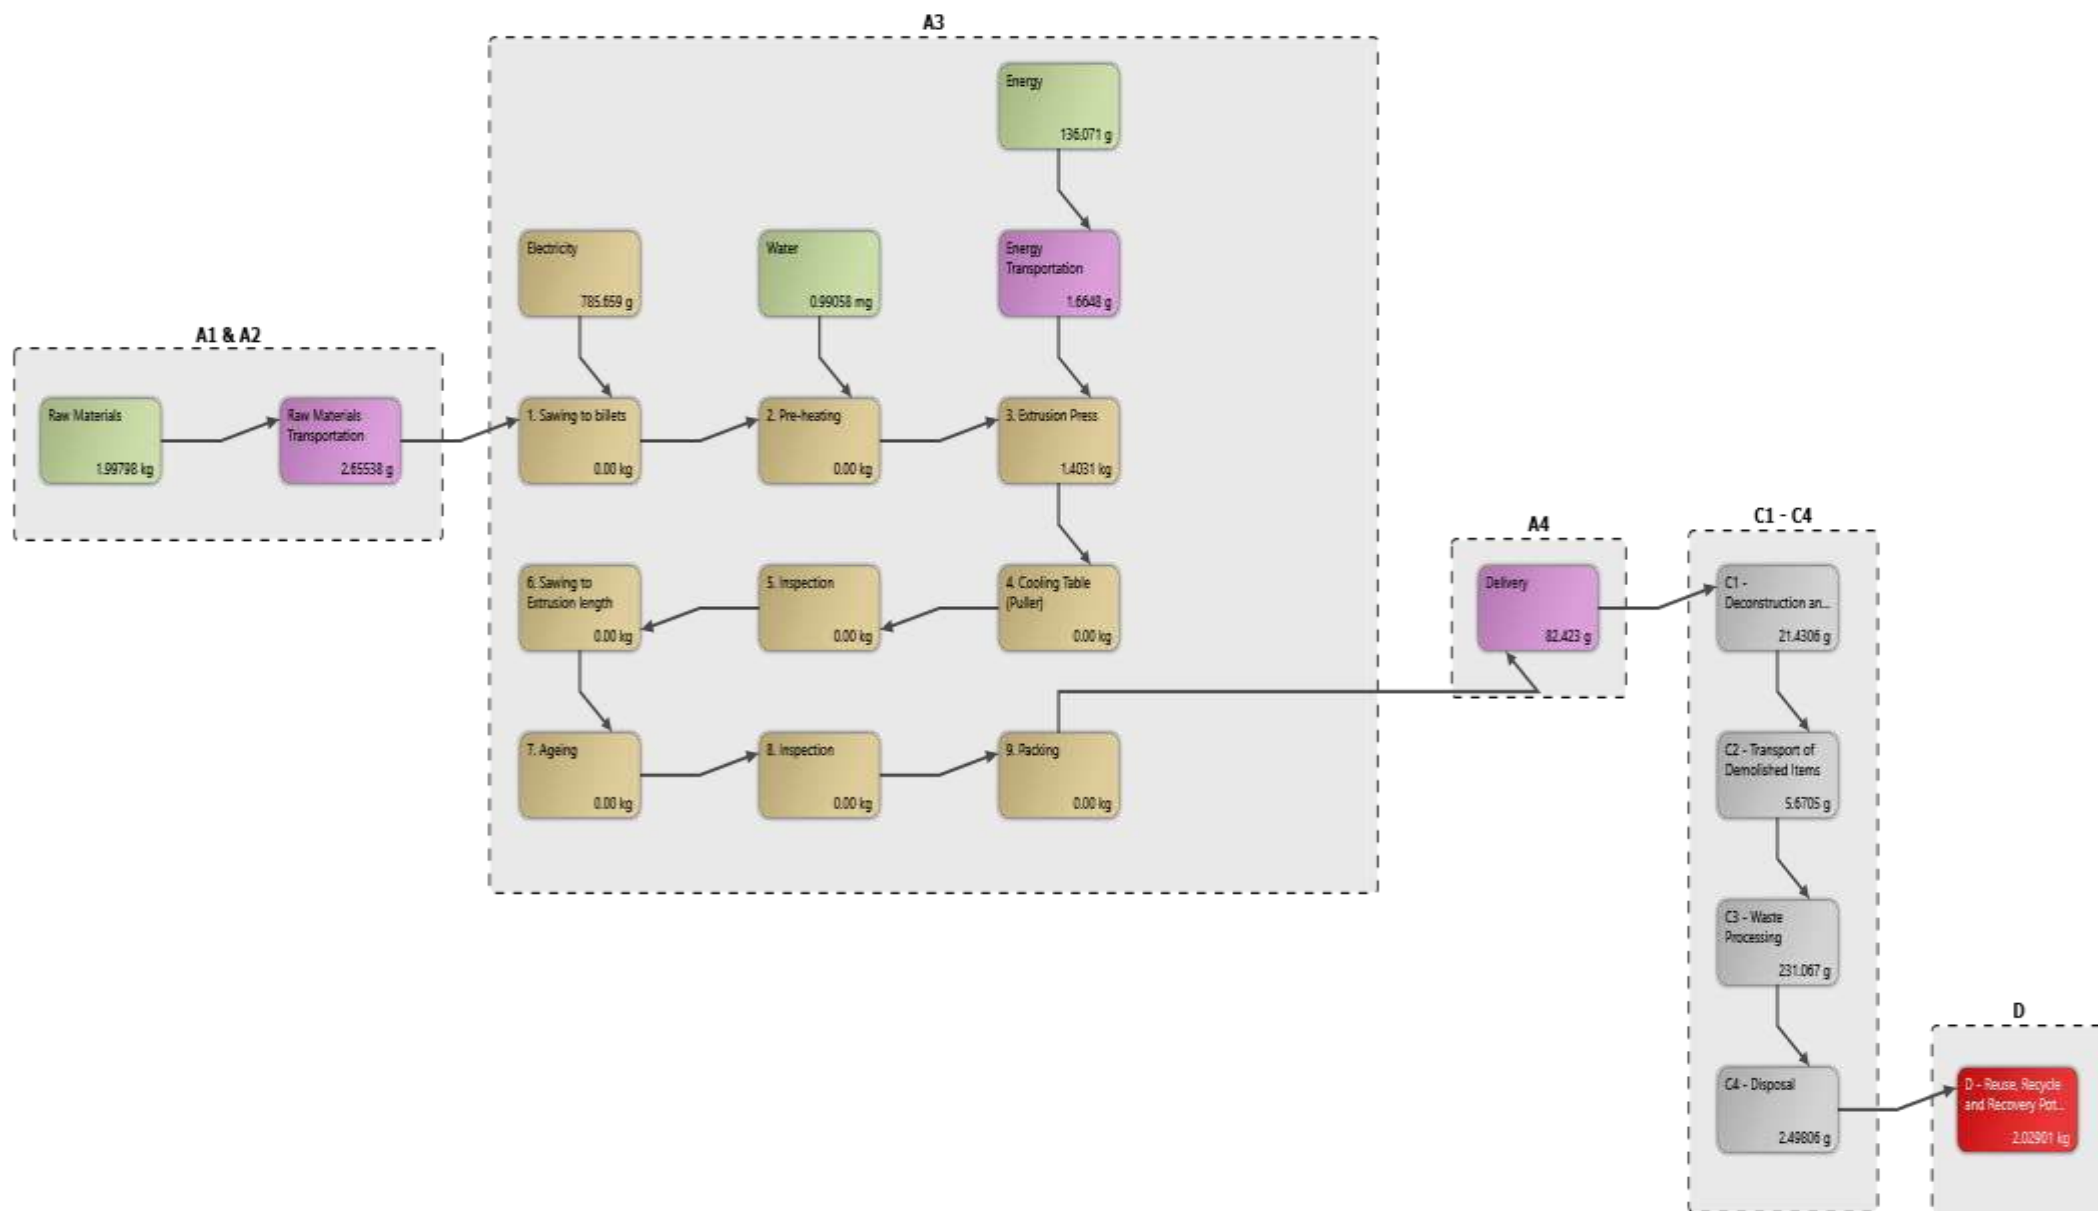 A3
Energy
136.071 g
Electricity
785.659 g
Water
0.99058 mg
Energy
Transportation
1.6648 g
A1 & A2
Raw Materials
1.99798 kg
Raw Materials
Transportation
2.65538 g
1. Sawing to billets
0.00 kg
2. Pre-heating
0.00 kg
3. Extrusion Press
1.4031 kg
6. Sawing to
Extrusion length
0.00 kg
5. Inspection
0.00 kg
4. Cooling Table
(Puller)
0.00 kg
7. Ageing
0.00 kg
8. Inspection
0.00 kg
9. Packing
0.00 kg
A4
Delivery
82.423 g
C1 - C4
C1 -
Deconstruction an...
21.4306 g
C2 - Transport of
Demolished Items
5.6705 g
C3 - Waste
Processing
231.067 g
C4 - Disposal
2.49806 g
D
D - Reuse, Recycle
and Recovery Pot...
2.02901 kg